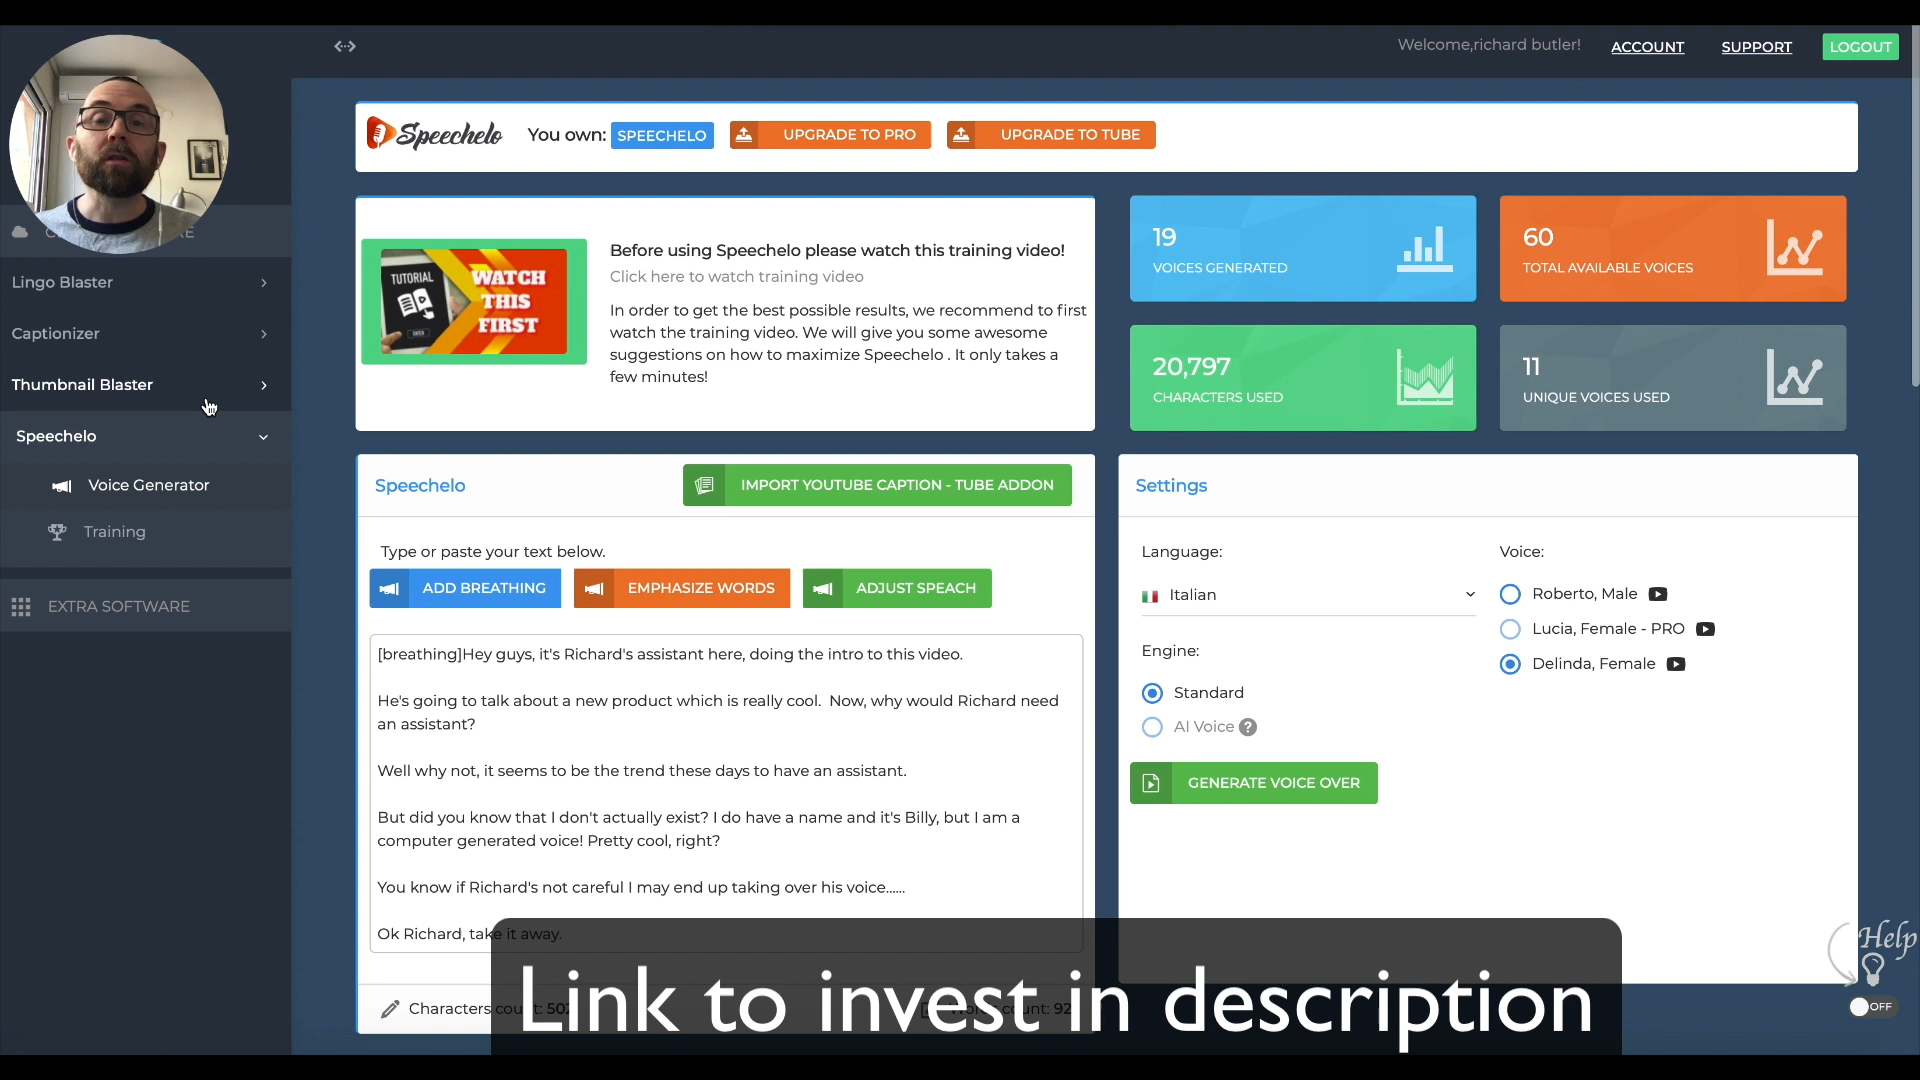 Welcome,richard butler!
ACCOUNT
SUPPORT
LOGOUT
Speechelo
You own: SPEECHELO
UPGRADE TO PRO
UPGRADE TO TUBE
Lingo Blaster
Captionizer
Thumbnail Blaster
Speechelo
Voice Generator
Training
EXTRA SOFTWARE
TUTORIAL
WATCH
THIS
FIRST
Before using Speechelo please watch this training video!
Click here to watch training video
In order to get the best possible results, we recommend to first
watch the training video. We will give you some awesome
suggestions on how to maximize Speechelo . It only takes a
few minutes!
19
VOICES GENERATED
60
TOTAL AVAILABLE VOICES
20,797
CHARACTERS USED
11
UNIQUE VOICES USED
Speechelo
IMPORT YOUTUBE CAPTION - TUBE ADDON
Type or paste your text below.
ADD BREATHING
EMPHASIZE WORDS
ADJUST SPEACH
[breathing]Hey guys, it's Richard's assistant here, doing the intro to this video.
He's going to talk about a new product which is really cool.  Now, why would Richard need
an assistant?
Well why not, it seems to be the trend these days to have an assistant.
But did you know that I don't actually exist? I do have a name and it's Billy, but I am a
computer generated voice! Pretty cool, right?
You know if Richard's not careful I may end up taking over his voice......
Ok Richard, take it away.
Characters count: 502
count: 92
Settings
Language:
Italian
Engine:
Standard
AI Voice ?
GENERATE VOICE OVER
Voice:
Roberto, Male
Lucia, Female - PRO
Delinda, Female
Help
OFF
Link to invest in description